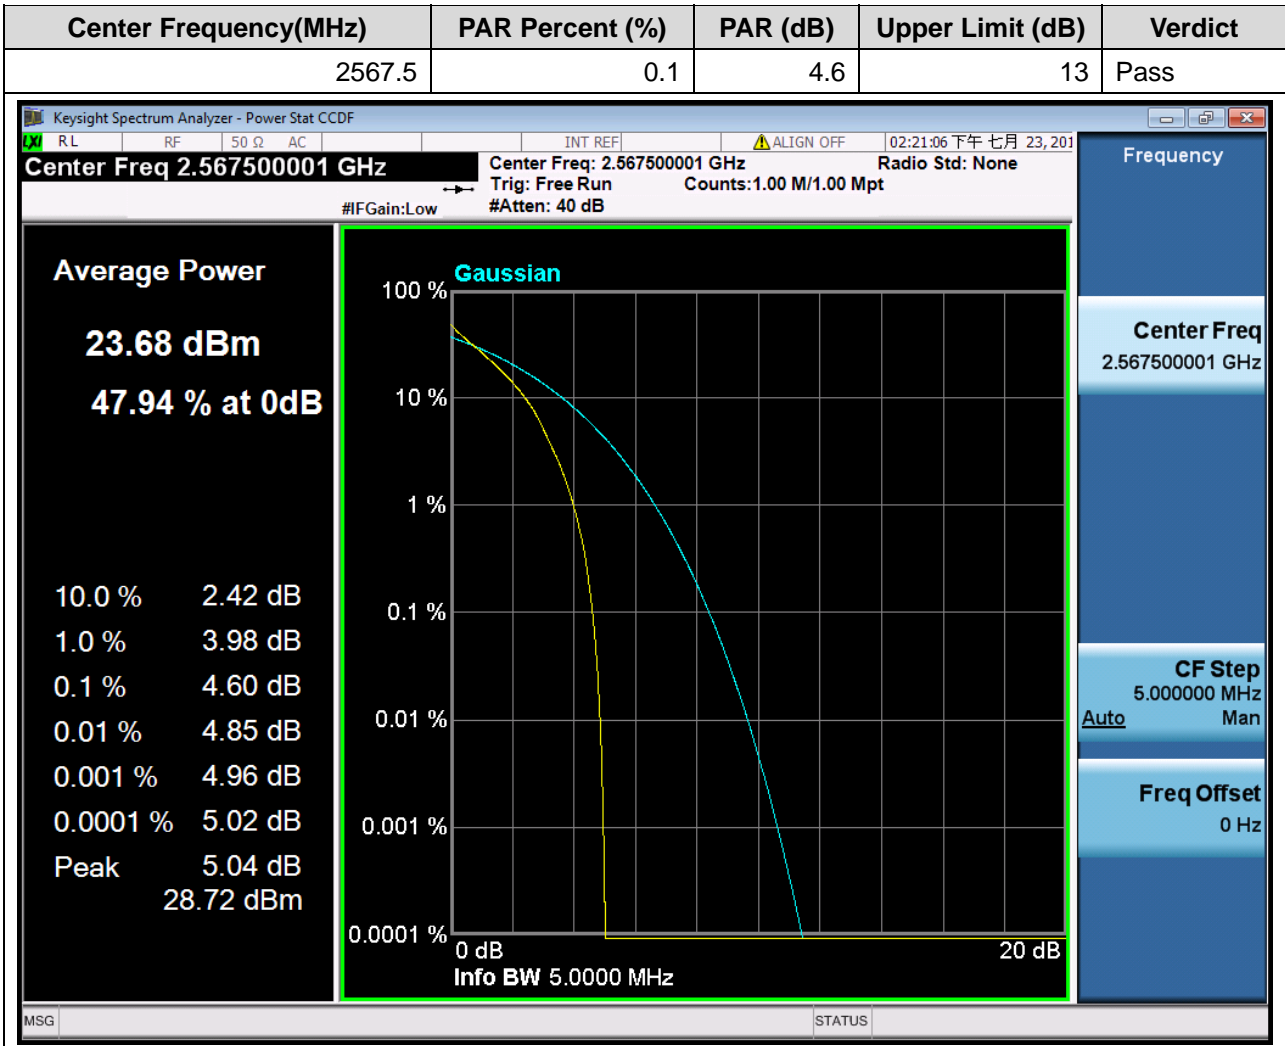 Center Frequency(MHz) PAR Percent (%) PAR (dB) Upper Limit (dB) Verdict
2567.5 0.1 4.6 13 Pass
Keysight Spectrum Analyzer - Power Stat CCDF
LXI RL RF 50 Ω AC INT REF ALIGN OFF 02:21:06 下午 七月 23, 201
Center Freq 2.567500001 GHz
Center Freq: 2.567500001 GHz Radio Std: None
Trig: Free Run Counts:1.00 M/1.00 Mpt
#IFGain:Low #Atten: 40 dB
Average Power
23.68 dBm
47.94 % at 0dB
10.0 % 2.42 dB
1.0 % 3.98 dB
0.1 % 4.60 dB
0.01 % 4.85 dB
0.001 % 4.96 dB
0.0001 % 5.02 dB
Peak 5.04 dB
28.72 dBm
Gaussian
100 %
10 %
1 %
0.1 %
0.01 %
0.001 %
0.0001 %
0 dB 20 dB
Info BW 5.0000 MHz
Frequency
Center Freq
2.567500001 GHz
CF Step
5.000000 MHz
Auto Man
Freq Offset
0 Hz
MSG STATUS